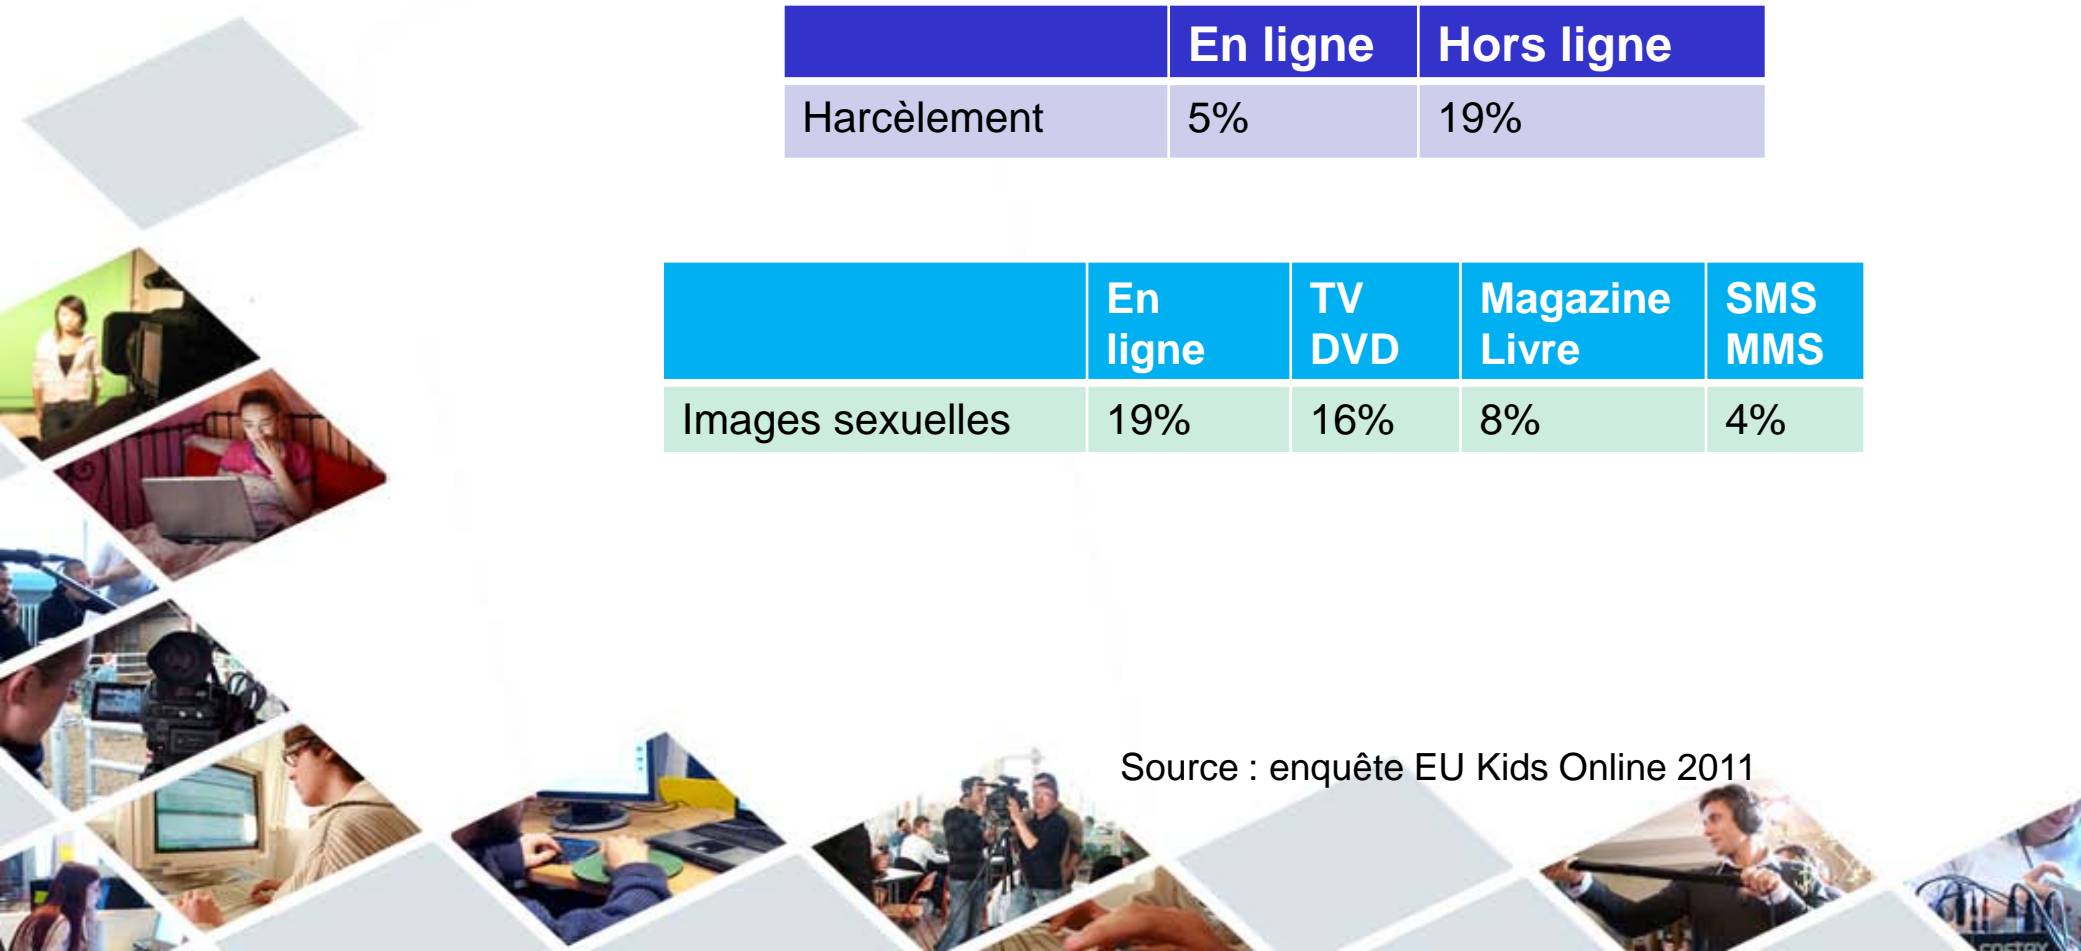 En ligne Hors ligne
Harcèlement 5% 19%
En ligne TV DVD Magazine Livre SMS MMS
Images sexuelles 19% 16% 8% 4%
Source : enquête EU Kids Online 2011